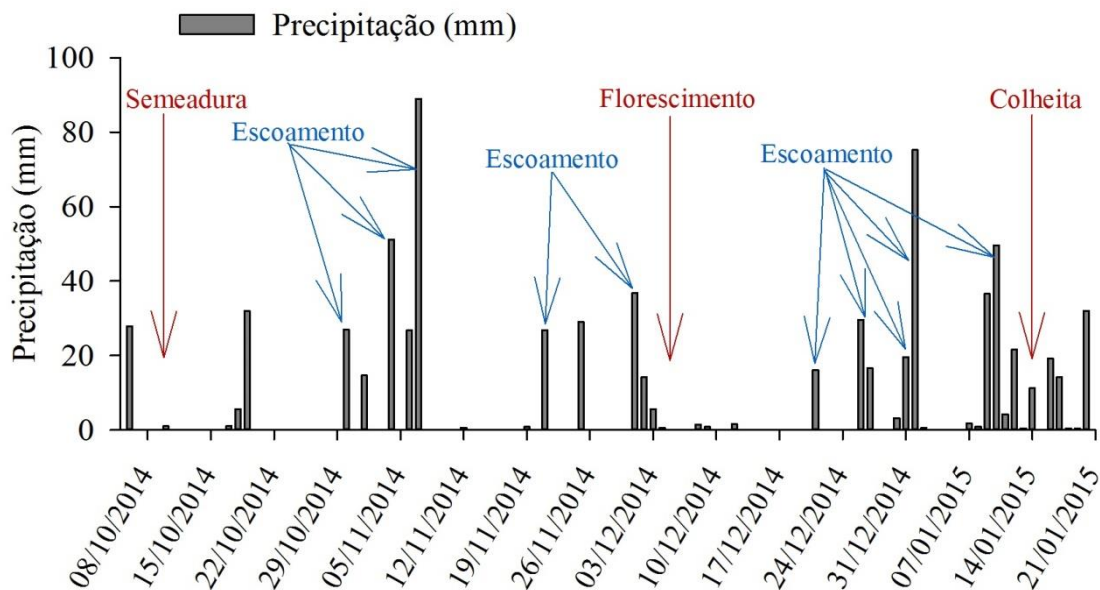 Precipitação (mm)
100
80
60
40
20
0
Precipitação (mm)
Semeadura
Escoamento
Escoamento
Florescimento
Escoamento
Colheita
08/10/2014
15/10/2014
22/10/2014
29/10/2014
05/11/2014
12/11/2014
19/11/2014
26/11/2014
03/12/2014
10/12/2014
17/12/2014
24/12/2014
31/12/2014
07/01/2015
14/01/2015
21/01/2015